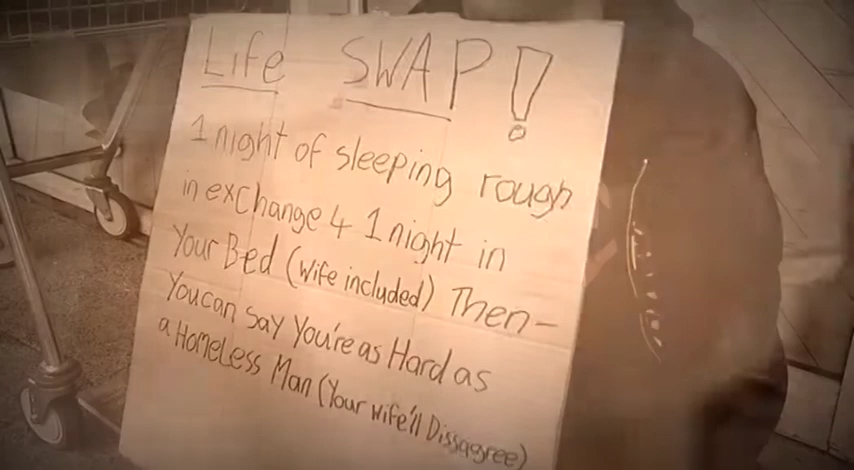 Life SWAP!
1 night of sleeping rough
in exchange 4 1 night in
Your Bed (wife included) Then-
You can say You're as Hard as
a Homeless Man (Your wife'll Dissagree)